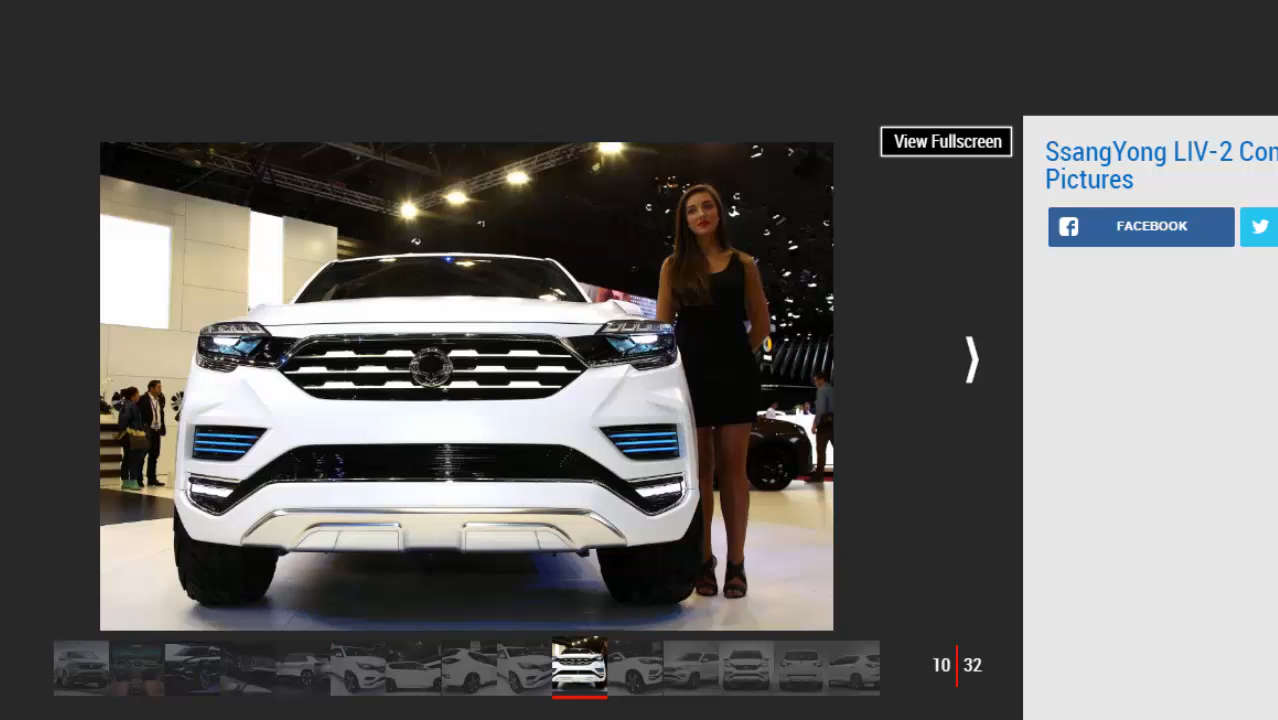 View Fullscreen
SsangYong LIV-2 Con
Pictures
FACEBOOK
10 32